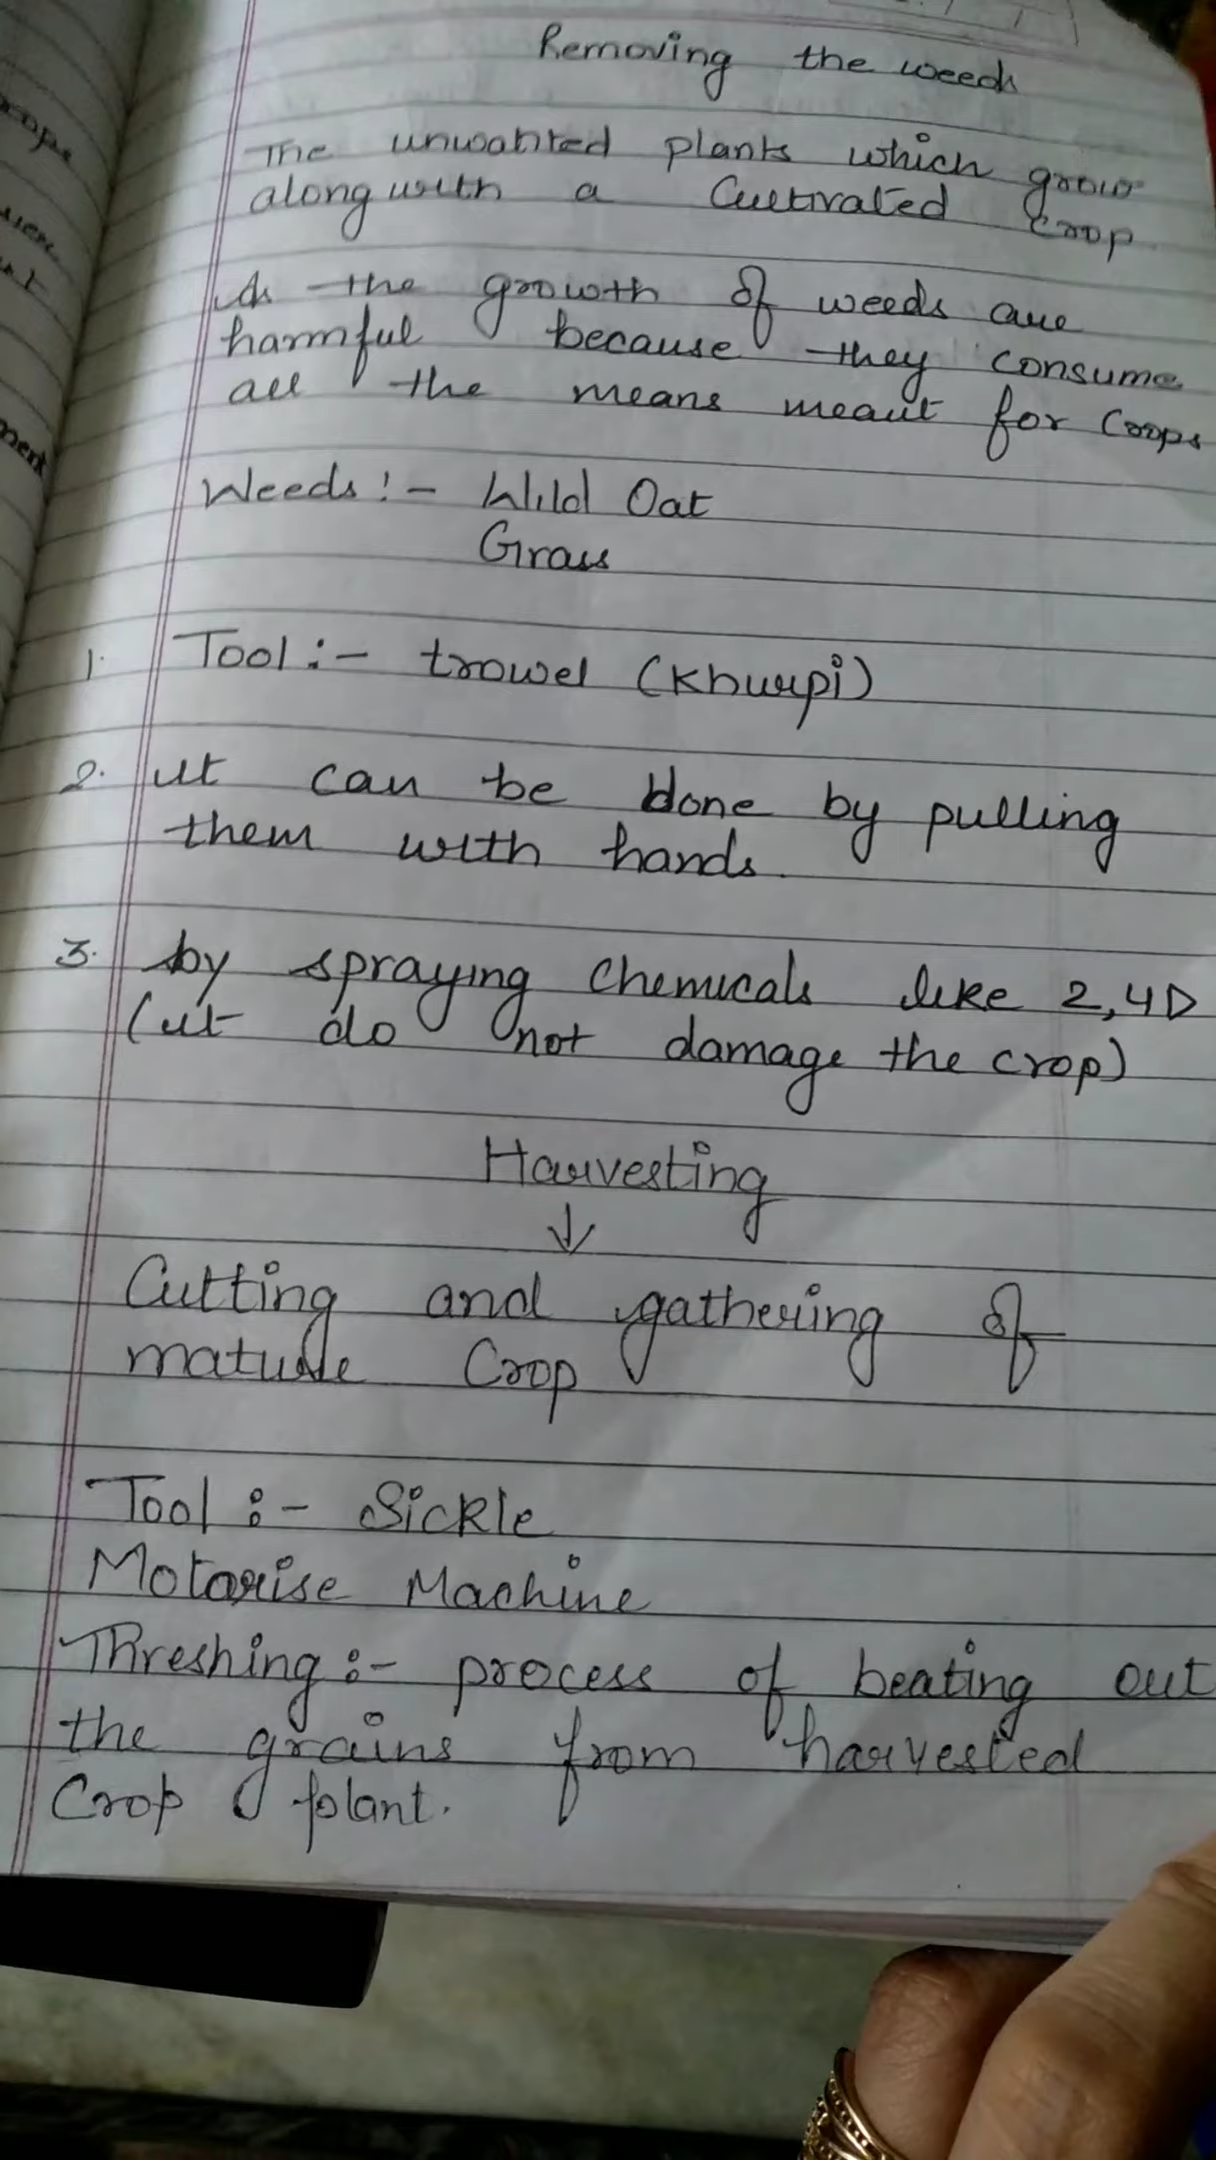 Removing the weeds
The unwanted plants which grow
along with a Cultivated Crop
As the growth of weeds are
harmful because they consume
all the means meant for Crops
Weeds :- Wild Oat
Grass
1. Tool :- trowel (Khurpi)
2. it can be done by pulling
them with hands.
3. by spraying chemicals like 2,4D
(it do not damage the crop)
Harvesting
↓
Cutting and gathering of
mature Crop
Tool :- Sickle
Motarise Machine
Threshing :- process of beating out
the grains from harvested
Crop plant.